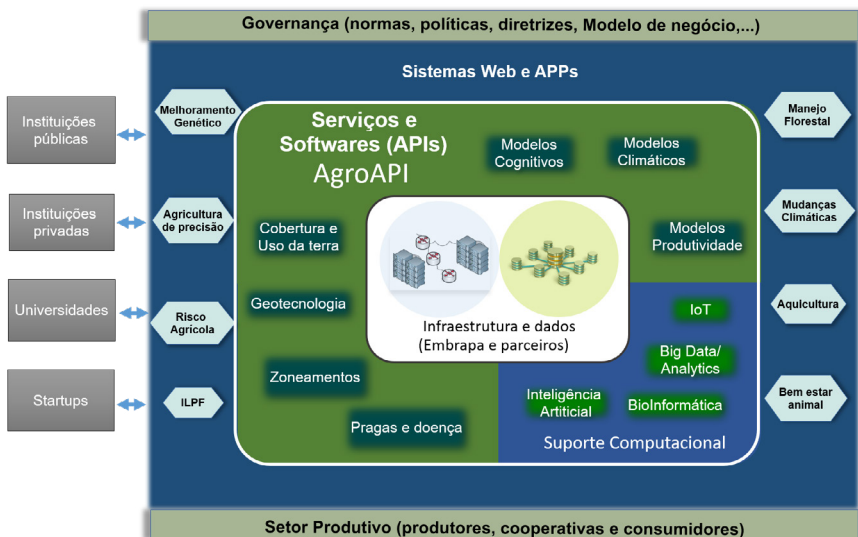 Governança (normas, políticas, diretrizes, Modelo de negócio,...)
Sistemas Web e APPs
Instituições
públicas
Instituições
privadas
Universidades
Startups
Melhoramento
Genético
Agricultura
de precisão
Risco
Agrícola
ILPF
Serviços e
Softwares (APIs)
AgroAPI
Modelos
Cognitivos
Modelos
Climáticos
Cobertura e
Uso da terra
Modelos
Produtividade
Geotecnologia
Infraestrutura e dados
(Embrapa e parceiros)
Zoneamentos
Pragas e doença
IoT
Big Data/
Analytics
Inteligência
Artiticial
BioInformática
Suporte Computacional
Manejo
Florestal
Mudanças
Climáticas
Aqulcultura
Bem estar
animal
Setor Produtivo (produtores, cooperativas e consumidores)